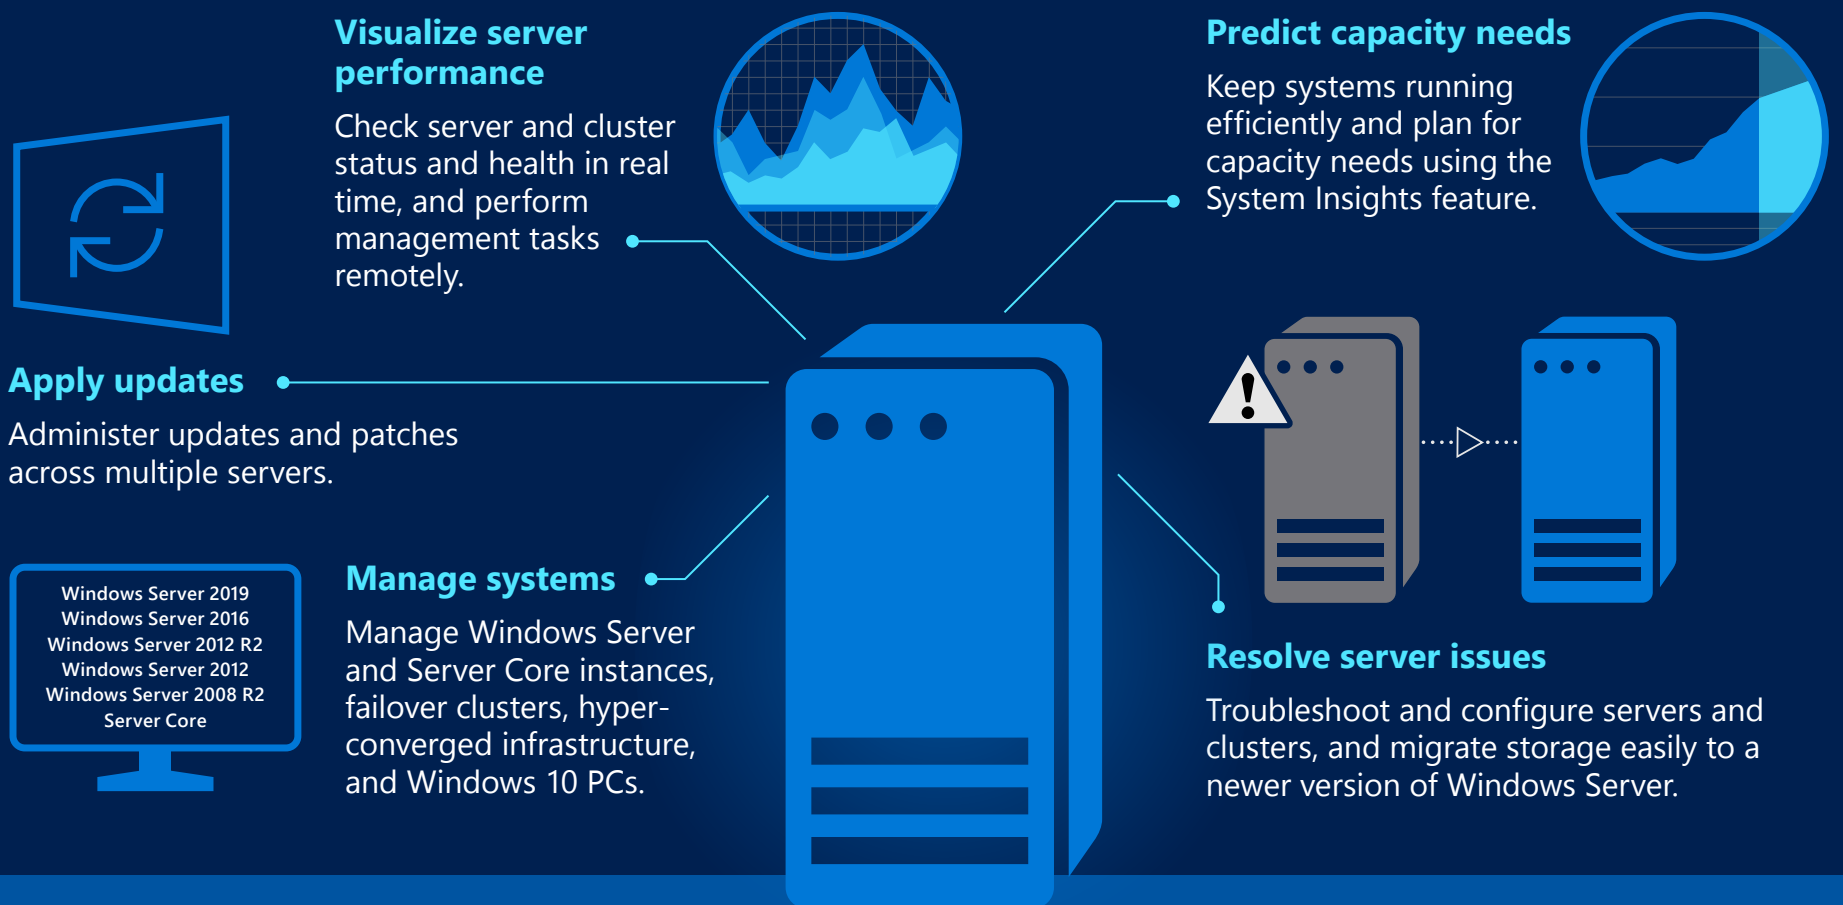 Visualize server
performance
Check server and cluster
status and health in real
time, and perform
management tasks
remotely.
Predict capacity needs
Keep systems running
efficiently and plan for
capacity needs using the
System Insights feature.
Apply updates
Administer updates and patches
across multiple servers.
Windows Server 2019
Windows Server 2016
Windows Server 2012 R2
Windows Server 2012
Windows Server 2008 R2
Server Core
Manage systems
Manage Windows Server
and Server Core instances,
failover clusters, hyper-
converged infrastructure,
and Windows 10 PCs.
Resolve server issues
Troubleshoot and configure servers and
clusters, and migrate storage easily to a
newer version of Windows Server.